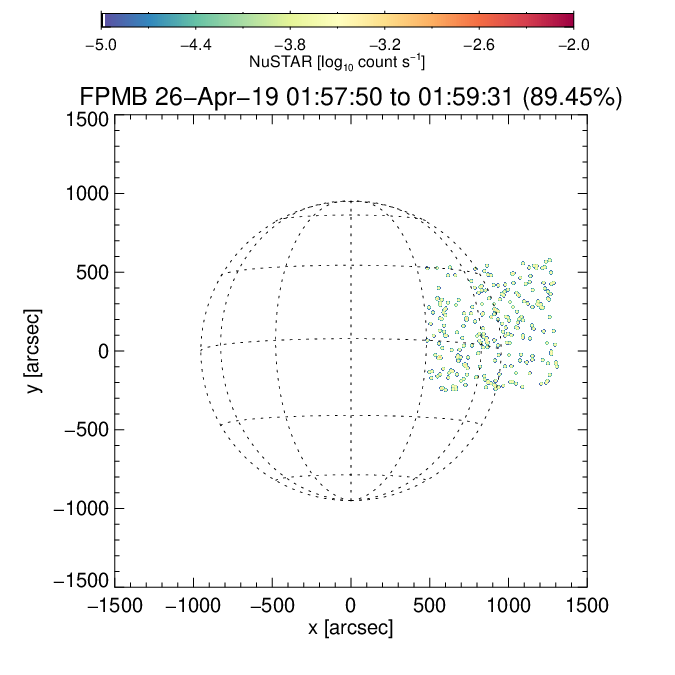 −5.0 −4.4 −3.8 −3.2 −2.6 −2.0
NuSTAR [log₁₀ count s⁻¹]
FPMB 26−Apr−19 01:57:50 to 01:59:31 (89.45%)
1500
1000
500
0
−500
−1000
−1500
y [arcsec]
−1500 −1000 −500 0 500 1000 1500
x [arcsec]